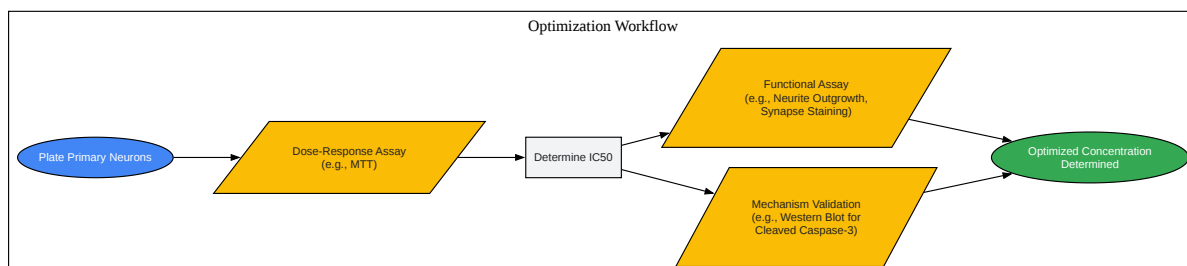 Optimization Workflow
Plate Primary Neurons
Dose-Response Assay
(e.g., MTT)
Determine IC50
Functional Assay
(e.g., Neurite Outgrowth,
Synapse Staining)
Mechanism Validation
(e.g., Western Blot for
Cleaved Caspase-3)
Optimized Concentration
Determined